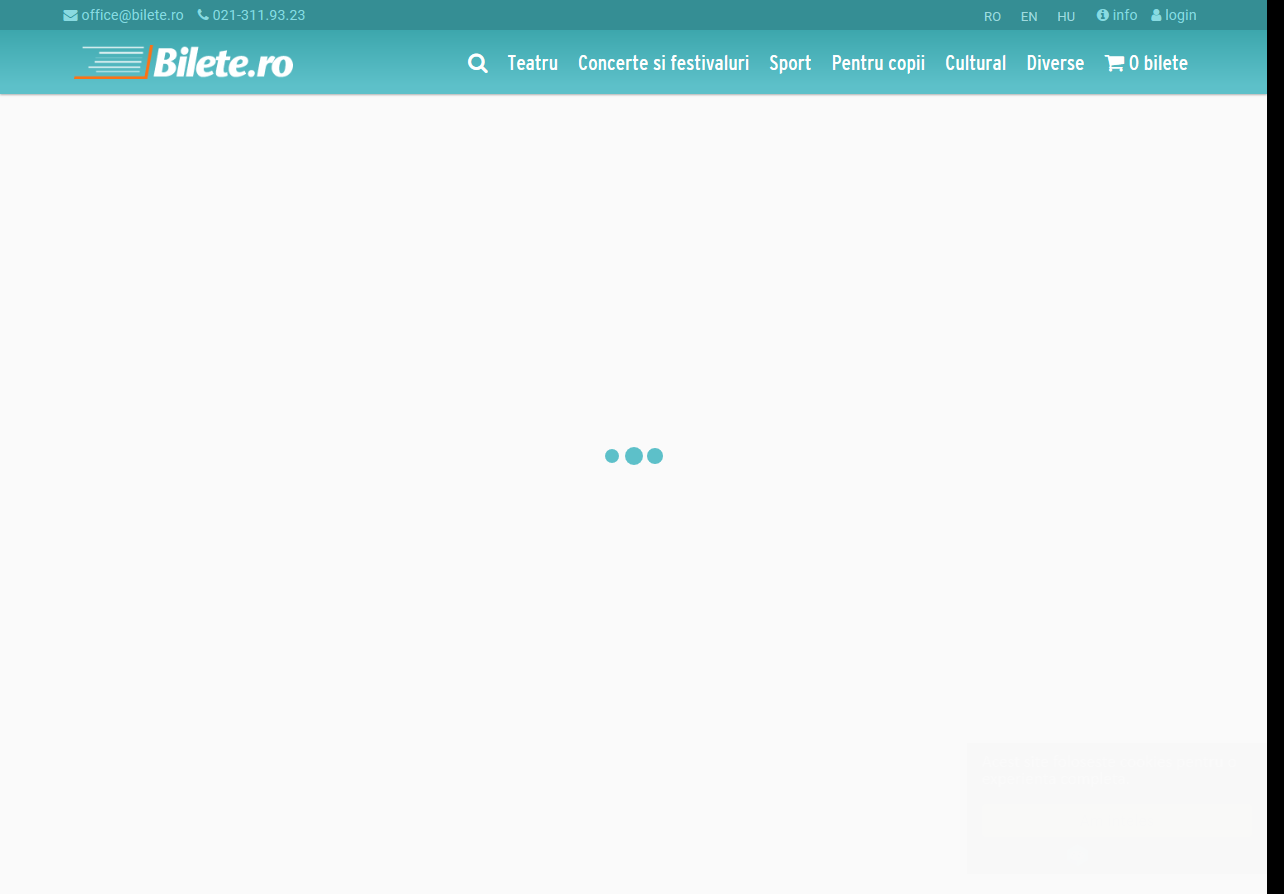 office@bilete.ro 021-311.93.23 RO EN HU info login
Bilete.ro Teatru Concerte si festivaluri Sport Pentru copii Cultural Diverse 0 bilete